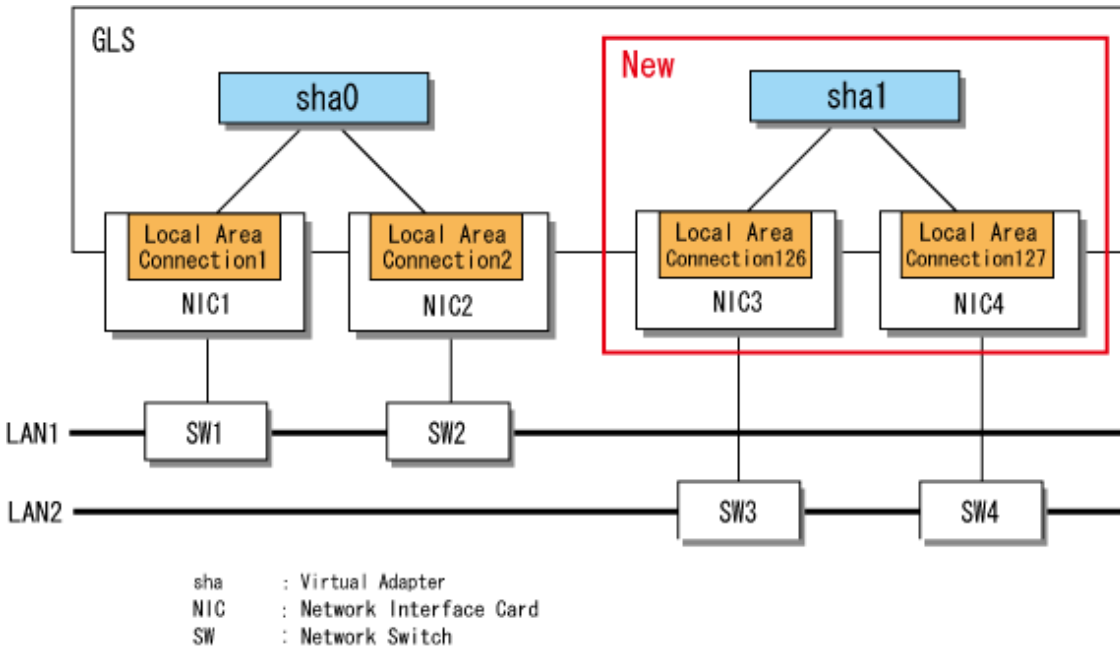 GLS
New
sha0
sha1
Local Area
Connection1
Local Area
Connection2
Local Area
Connection126
Local Area
Connection127
NIC1
NIC2
NIC3
NIC4
LAN1
SW1
SW2
LAN2
SW3
SW4
sha : Virtual Adapter
NIC : Network Interface Card
SW : Network Switch